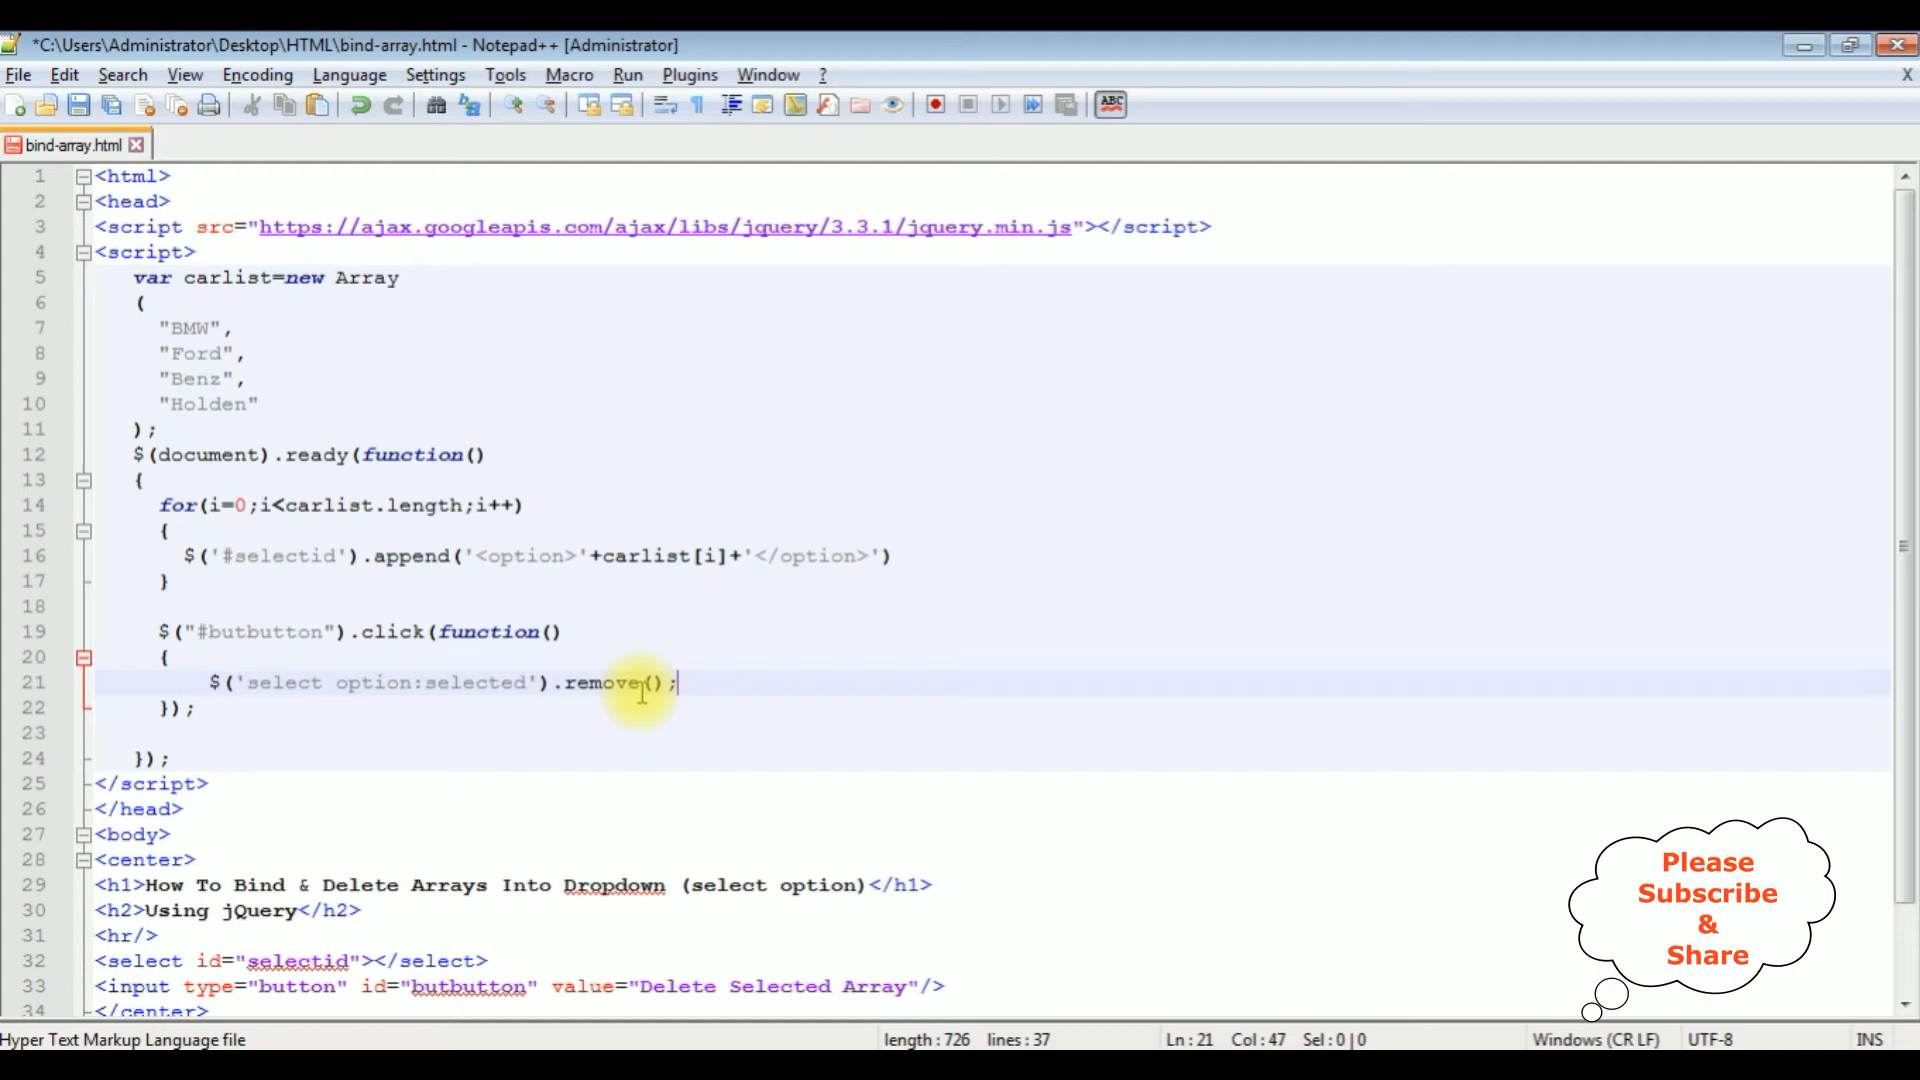 *C:\Users\Administrator\Desktop\HTML\bind-array.html - Notepad++ [Administrator]
File Edit Search View Encoding Language Settings Tools Macro Run Plugins Window ? X
ABC
bind-array.html
1 <html>
2 <head>
3 <script src="https://ajax.googleapis.com/ajax/libs/jquery/3.3.1/jquery.min.js"></script>
4 <script>
5 var carlist=new Array
6 (
7 "BMW",
8 "Ford",
9 "Benz",
10 "Holden"
11 );
12 $(document).ready(function()
13 {
14 for(i=0;i<carlist.length;i++)
15 {
16 $('#selectid').append('<option>'+carlist[i]+'</option>')
17 }
18
19 $("#butbutton").click(function()
20 {
21 $('select option:selected').remove();
22 });
23
24 });
25 </script>
26 </head>
27 <body>
28 <center>
29 <h1>How To Bind & Delete Arrays Into Dropdown (select option)</h1>
30 <h2>Using jQuery</h2>
31 <hr/>
32 <select id="selectid"></select>
33 <input type="button" id="butbutton" value="Delete Selected Array"/>
34 </center>
Please
Subscribe
&
Share
Hyper Text Markup Language file length : 726 lines : 37 Ln : 21 Col : 47 Sel : 0 | 0 Windows (CR LF) UTF-8 INS